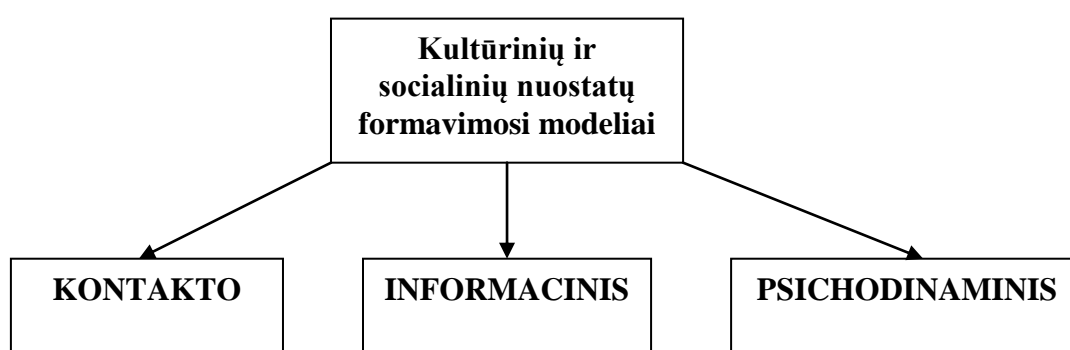 Kultūrinių ir
socialinių nuostatų
formavimosi modeliai
KONTAKTO
INFORMACINIS
PSICHODINAMINIS